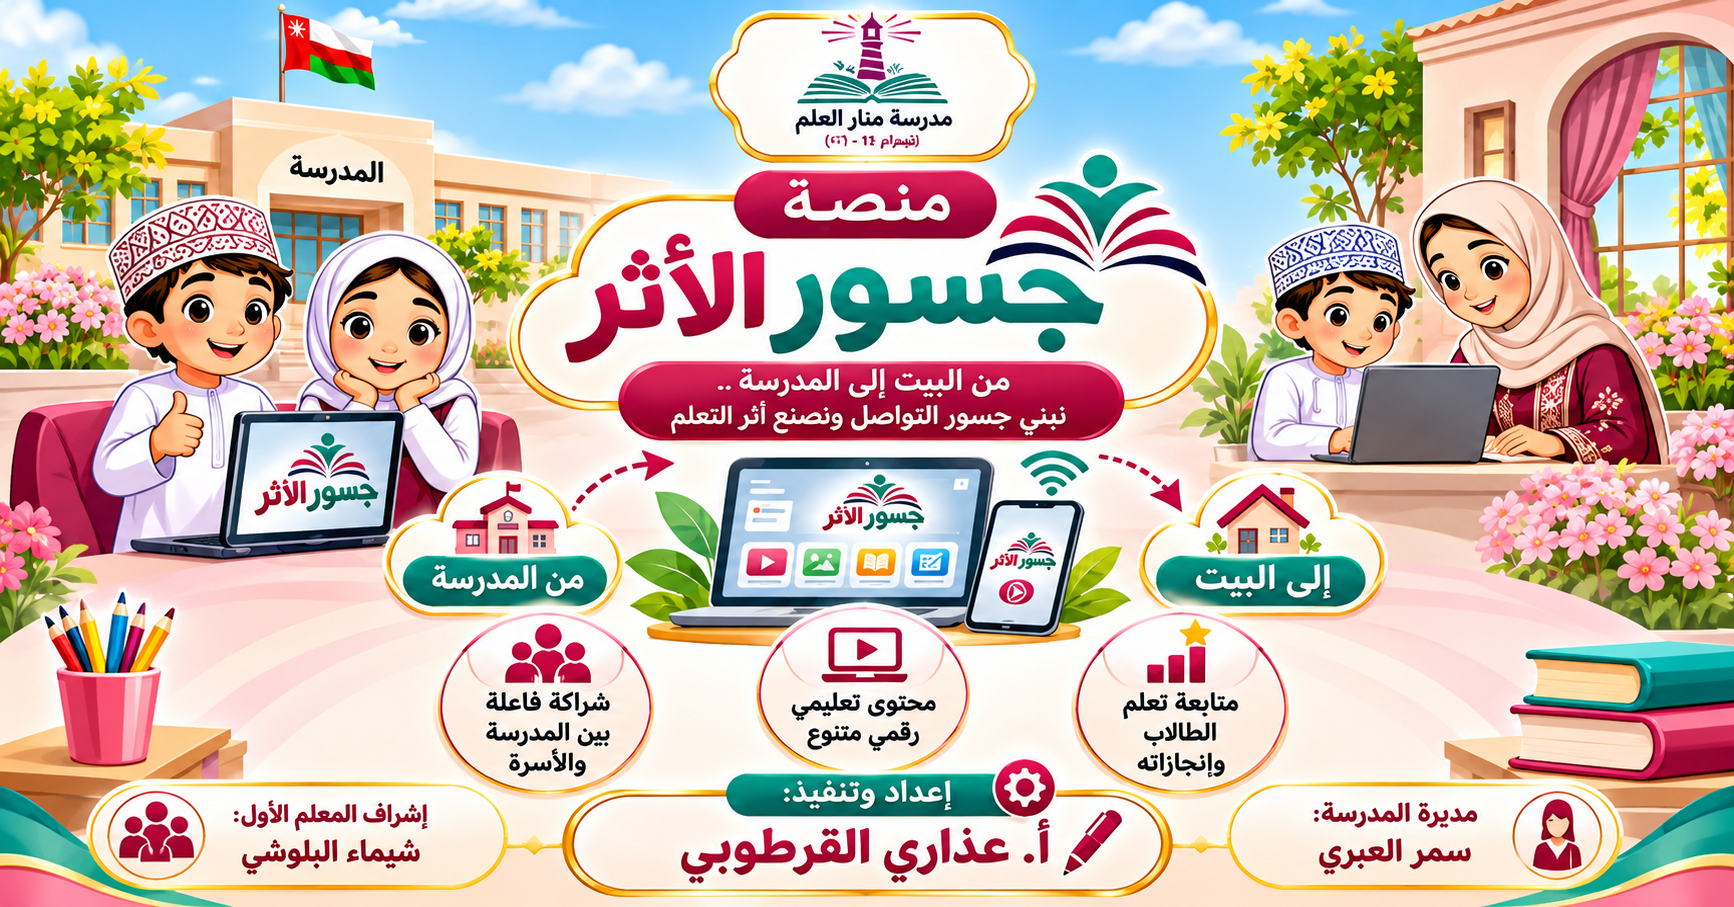 مدرسة منار العلم
المدرسة
منصة
جسور الأثر
من البيت إلى المدرسة ..
نبني جسور التواصل ونصنع أثر التعلم
جسور الأثر
جسور الأثر
جسور الأثر
من المدرسة
إلى البيت
شراكة فاعلة
بين المدرسة
والأسرة
محتوى تعليمي
رقمي متنوع
متابعة تعلم
الطالاب
وإنجازاته
إعداد وتنفيذ:
أ. عذاري القرطوبي
مديرة المدرسة:
سمر العبري
إشراف المعلم الأول:
شيماء البلوشي